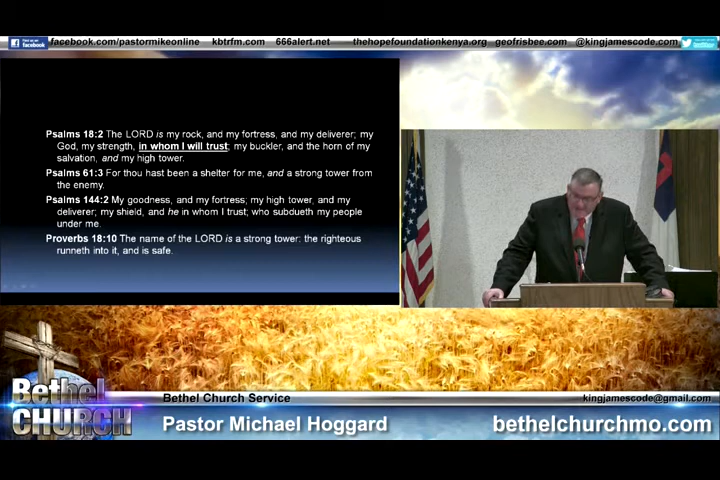 Find us on
facebook
facebook.com/pastormikeonline kbtrfm.com 666alert.net thehopefoundationkenya.org geofrisbee.com @kingjamescode.com
Psalms 18:2 The LORD is my rock, and my fortress, and my deliverer; my
God, my strength, in whom I will trust; my buckler, and the horn of my
salvation, and my high tower.
Psalms 61:3 For thou hast been a shelter for me, and a strong tower from
the enemy.
Psalms 144:2 My goodness, and my fortress; my high tower, and my
deliverer; my shield, and he in whom I trust; who subdueth my people
under me.
Proverbs 18:10 The name of the LORD is a strong tower: the righteous
runneth into it, and is safe.
Bethel
CHURCH
Bethel Church Service
kingjamescode@gmail.com
Pastor Michael Hoggard
bethelchurchmo.com